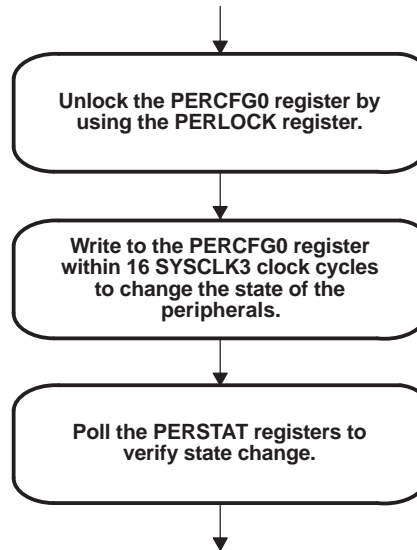 Unlock the PERCFG0 register by
using the PERLOCK register.
Write to the PERCFG0 register
within 16 SYSCLK3 clock cycles
to change the state of the
peripherals.
Poll the PERSTAT registers to
verify state change.